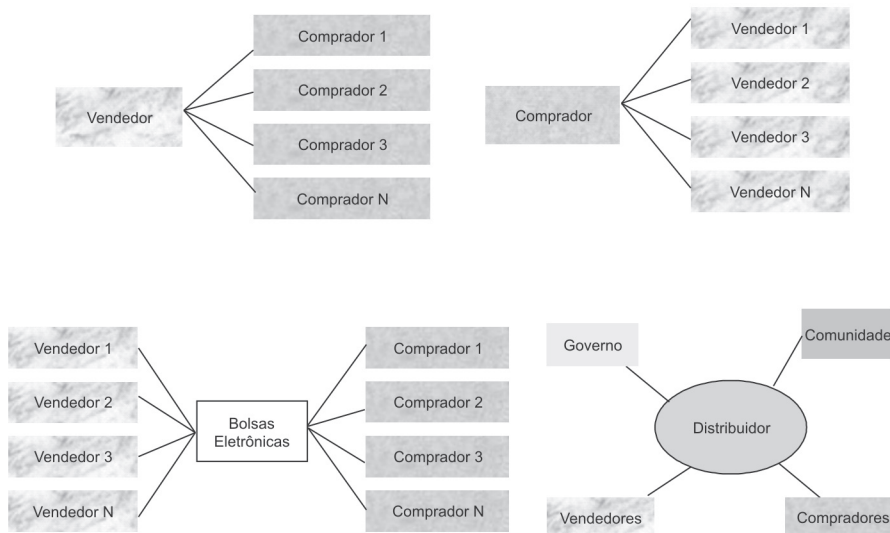 Vendedor
Comprador 1
Comprador 2
Comprador 3
Comprador N
Comprador
Vendedor 1
Vendedor 2
Vendedor 3
Vendedor N
Vendedor 1
Vendedor 2
Vendedor 3
Vendedor N
Bolsas
Eletrônicas
Comprador 1
Comprador 2
Comprador 3
Comprador N
Governo
Comunidade
Distribuidor
Vendedores
Compradores